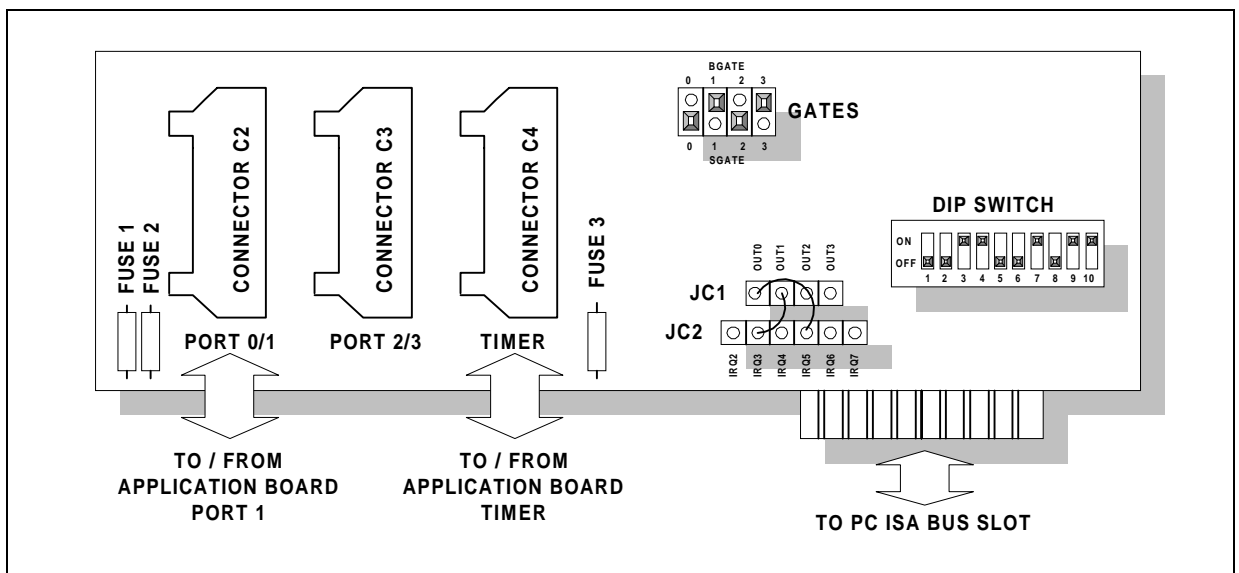 BGATE
0 1 2 3
GATES
0 1 2 3
SGATE
CONNECTOR C2
CONNECTOR C3
CONNECTOR C4
FUSE 1
FUSE 2
FUSE 3
DIP SWITCH
ON
OFF
1 2 3 4 5 6 7 8 9 10
OUT0
OUT1
OUT2
OUT3
JC1
JC2
IRQ2
IRQ3
IRQ4
IRQ5
IRQ6
IRQ7
PORT 0/1
PORT 2/3
TIMER
TO / FROM
APPLICATION BOARD
PORT 1
TO / FROM
APPLICATION BOARD
TIMER
TO PC ISA BUS SLOT